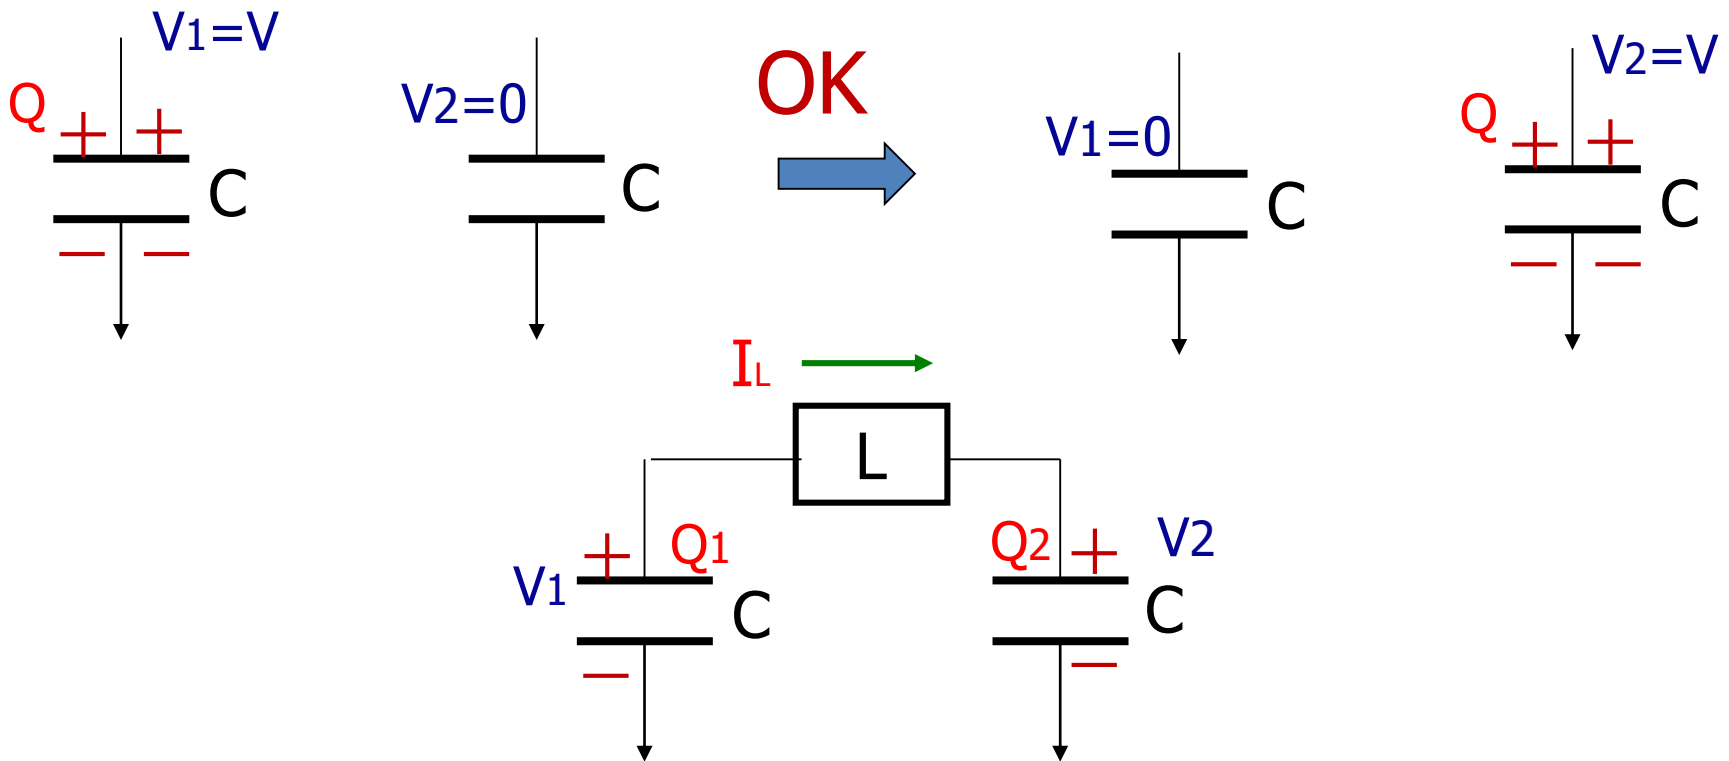 V1=V
Q
+ +
C
− −
V2=0
C
OK
V1=0
C
V2=V
Q
+ +
C
− −
IL
L
+
Q1
V1
C
−
Q2
+
V2
C
−